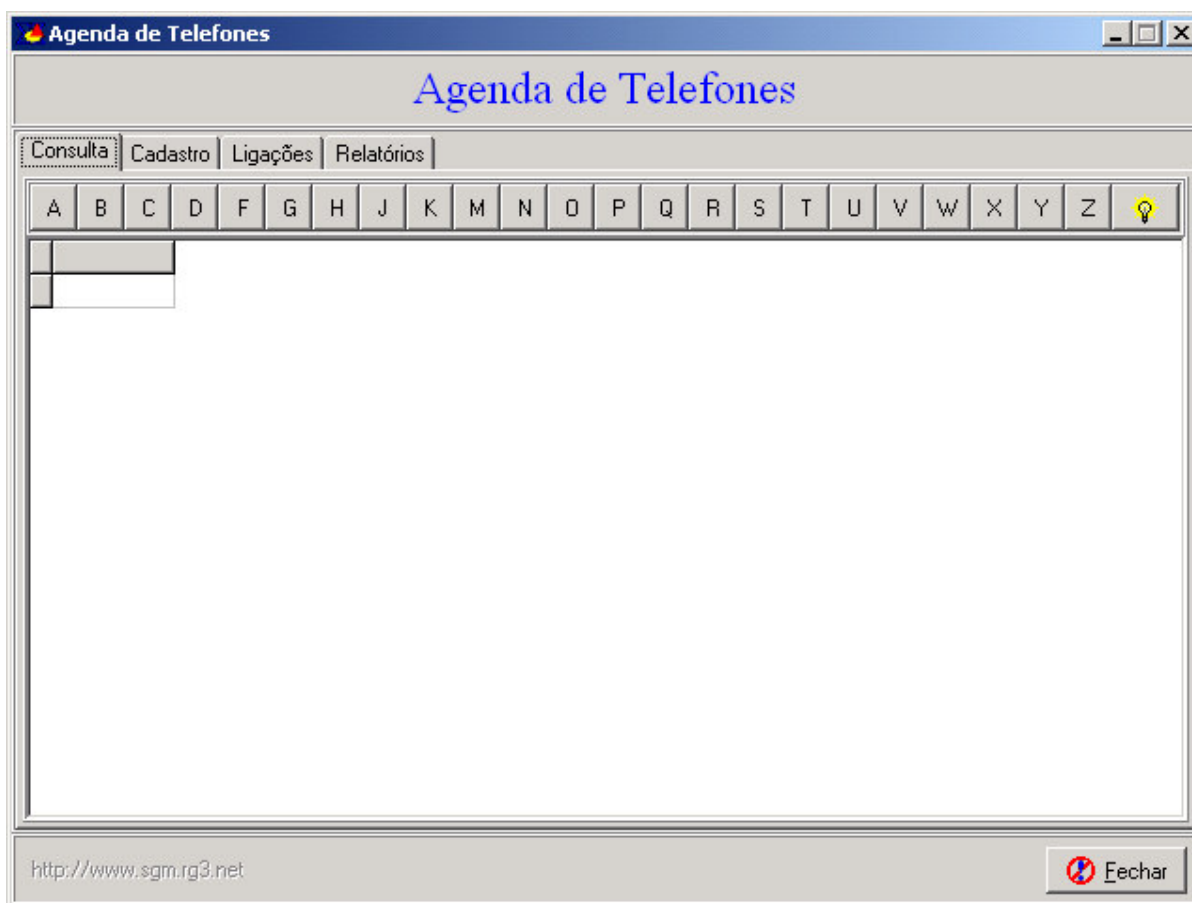 Agenda de Telefones
Agenda de Telefones
Consulta Cadastro Ligações Relatórios
A B C D F G H J K M N O P Q R S T U V W X Y Z
http://www.sgm.rg3.net Fechar